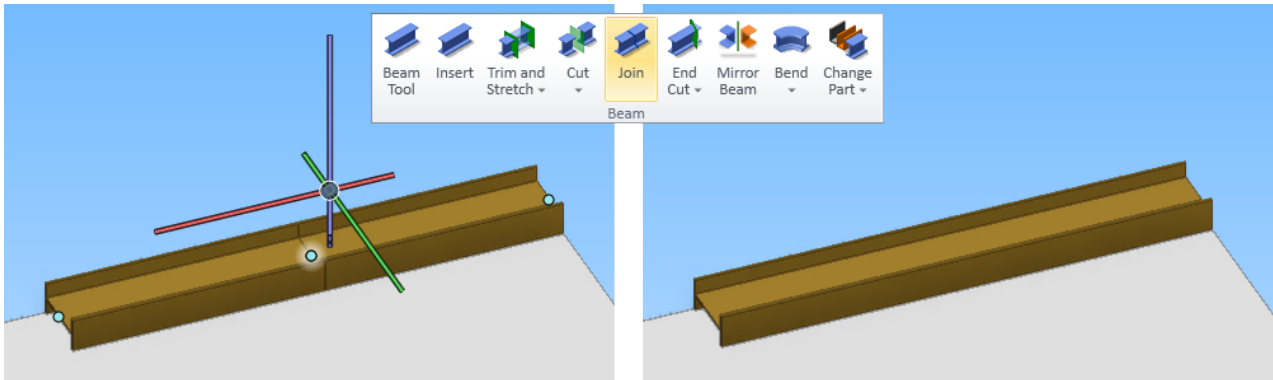 Beam Tool
Insert
Trim and Stretch
Cut
Join
End Cut
Mirror Beam
Bend
Change Part
Beam